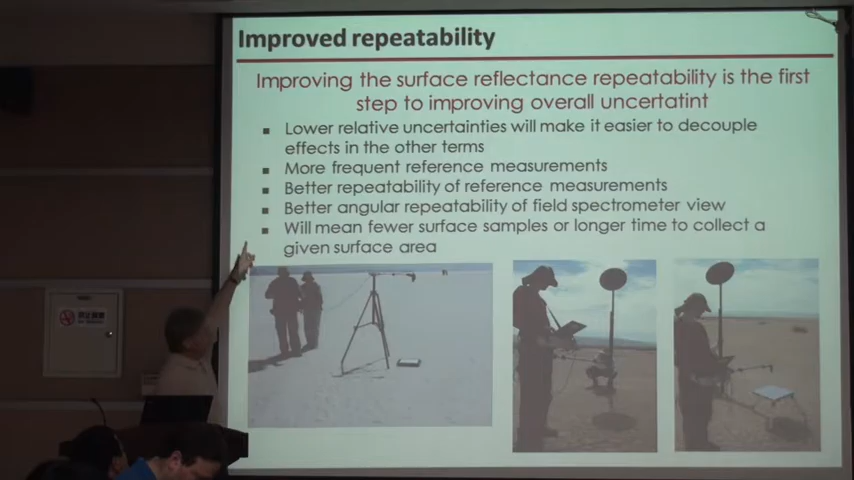 Improved repeatability
Improving the surface reflectance repeatability is the first
step to improving overall uncertatint
▪ Lower relative uncertainties will make it easier to decouple
effects in the other terms
▪ More frequent reference measurements
▪ Better repeatability of reference measurements
▪ Better angular repeatability of field spectrometer view
▪ Will mean fewer surface samples or longer time to collect a
given surface area